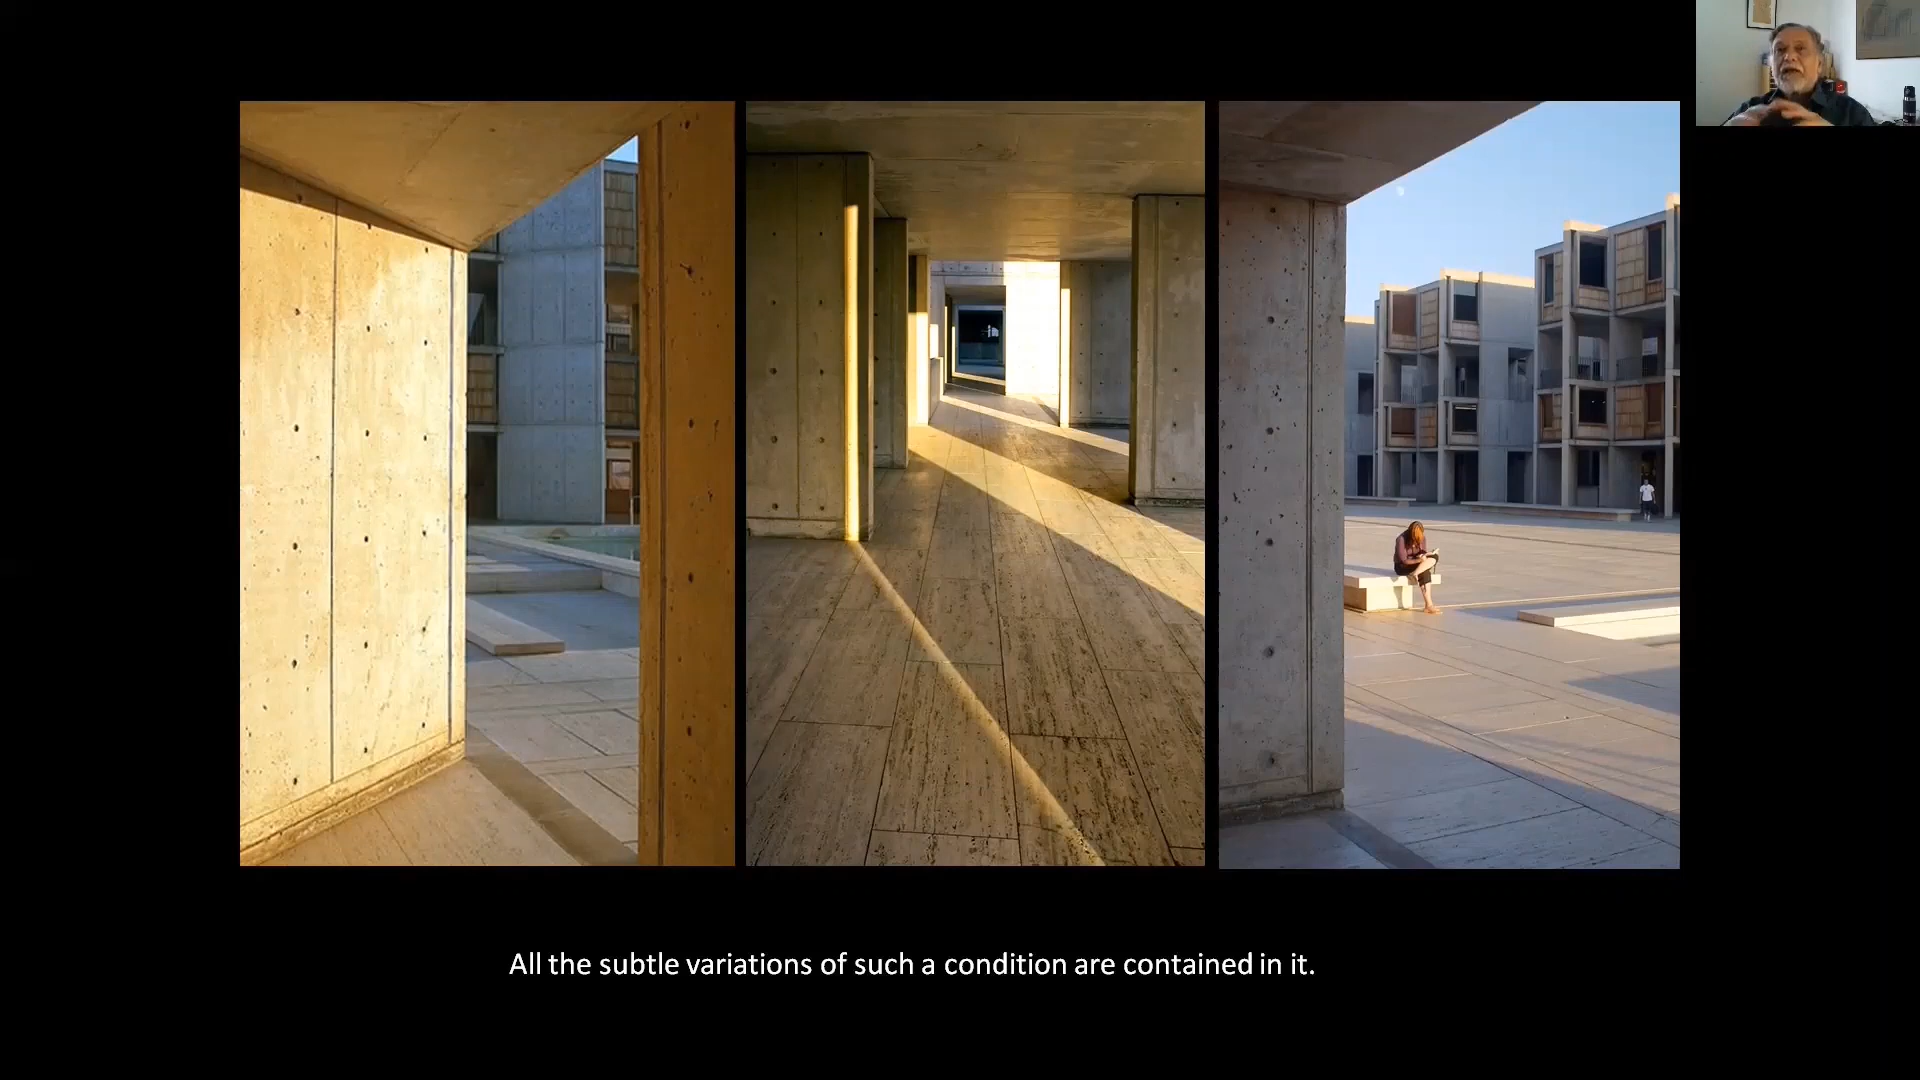 All the subtle variations of such a condition are contained in it.